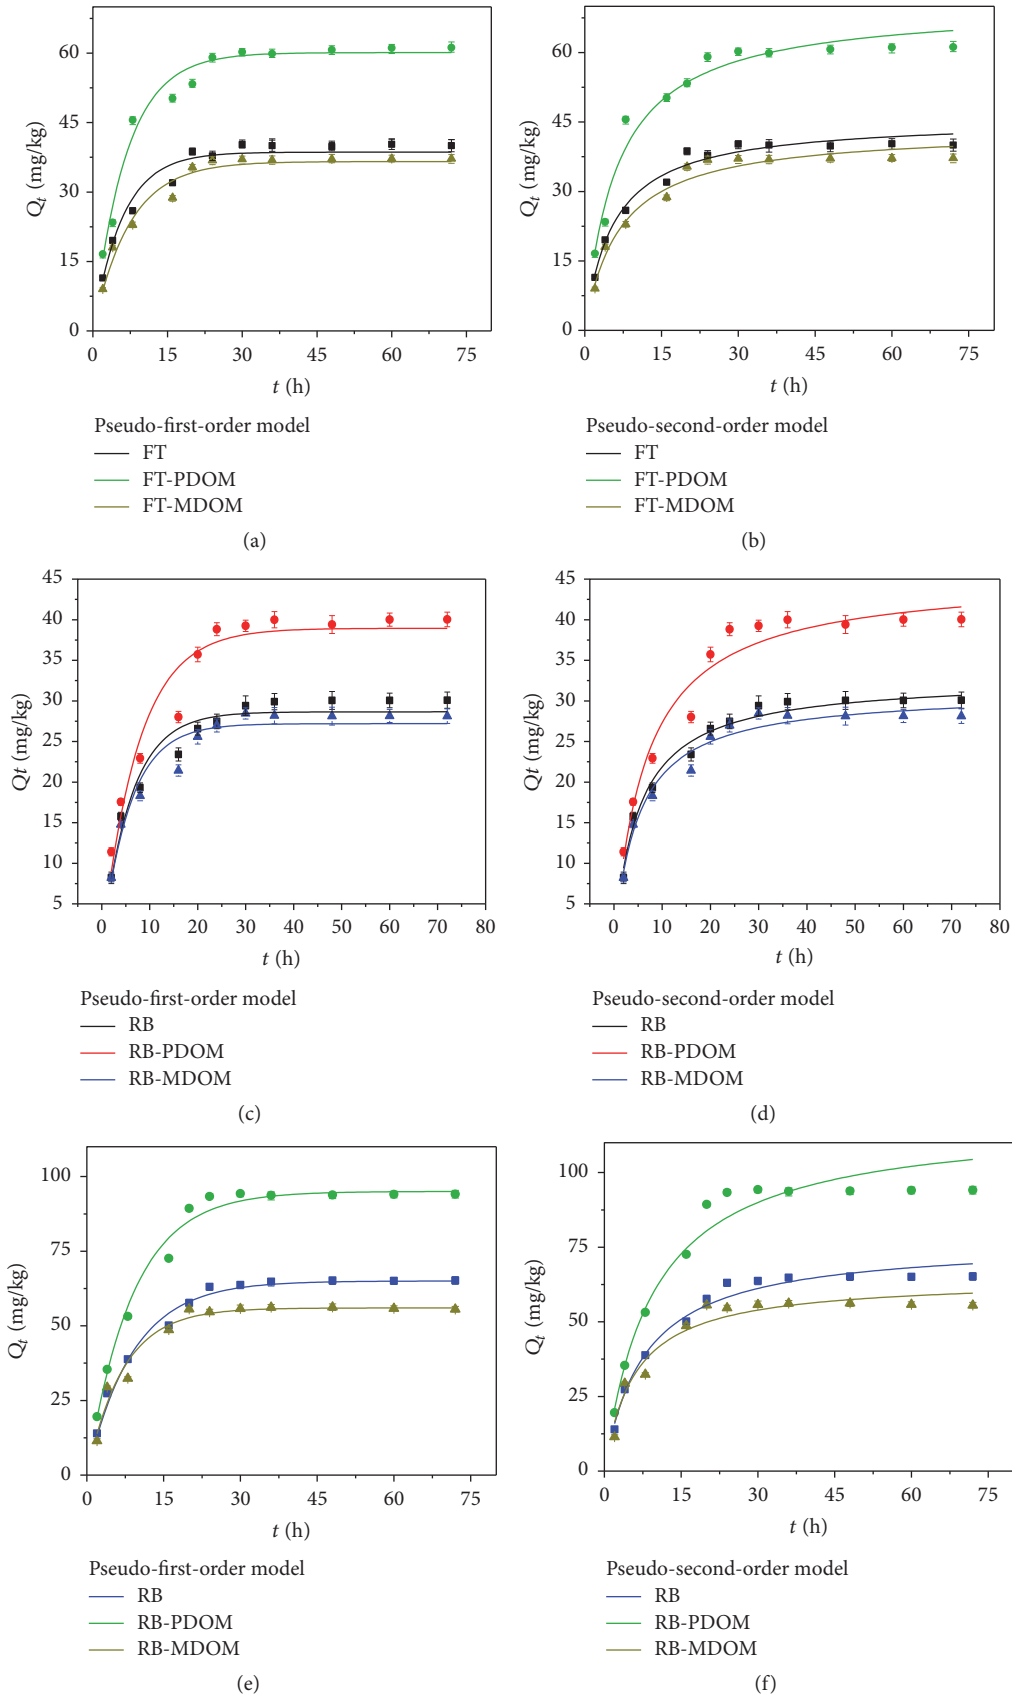 60
45
30
15
0
Qt (mg/kg)
0 15 30 45 60 75
t (h)
Pseudo-first-order model
FT
FT-PDOM
FT-MDOM
(a)
60
45
30
15
0
Qt (mg/kg)
0 15 30 45 60 75
t (h)
Pseudo-second-order model
FT
FT-PDOM
FT-MDOM
(b)
45
40
35
30
25
20
15
10
5
Qt (mg/kg)
0 10 20 30 40 50 60 70 80
t (h)
Pseudo-first-order model
RB
RB-PDOM
RB-MDOM
(c)
45
40
35
30
25
20
15
10
5
Qt (mg/kg)
0 10 20 30 40 50 60 70 80
t (h)
Pseudo-second-order model
RB
RB-PDOM
RB-MDOM
(d)
100
75
50
25
0
Qt (mg/kg)
0 15 30 45 60 75
t (h)
Pseudo-first-order model
RB
RB-PDOM
RB-MDOM
(e)
100
75
50
25
0
Qt (mg/kg)
0 15 30 45 60 75
t (h)
Pseudo-second-order model
RB
RB-PDOM
RB-MDOM
(f)